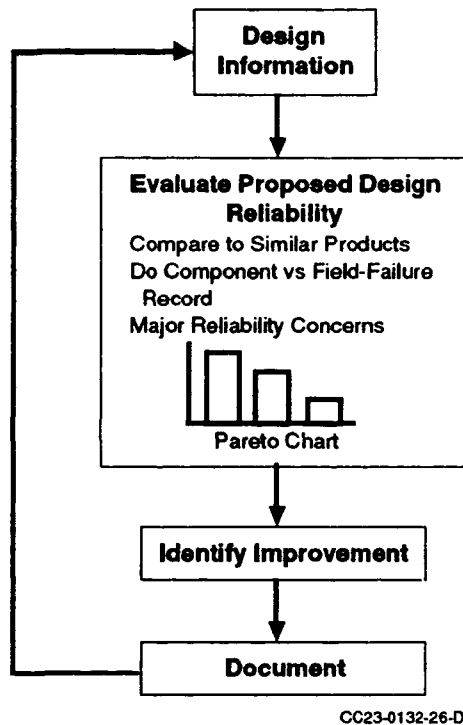 Design
Information
Evaluate Proposed Design
Reliability
Compare to Similar Products
Do Component vs Field-Failure
Record
Major Reliability Concerns
Pareto Chart
Identify Improvement
Document
CC23-0132-26-D